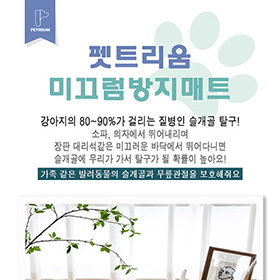 PETRIUM
펫트리움
미끄럼방지매트
강아지의 80~90%가 걸리는 질병인 슬개골 탈구!
소파, 의자에서 뛰어내리며
장판 대리석같은 미끄러운 바닥에서 뛰어다니면
슬개골에 무리가 가서 탈구가 될 확률이 높아요!
가족 같은 발려동물의 슬개골과 무릎관절을 보호해줘요